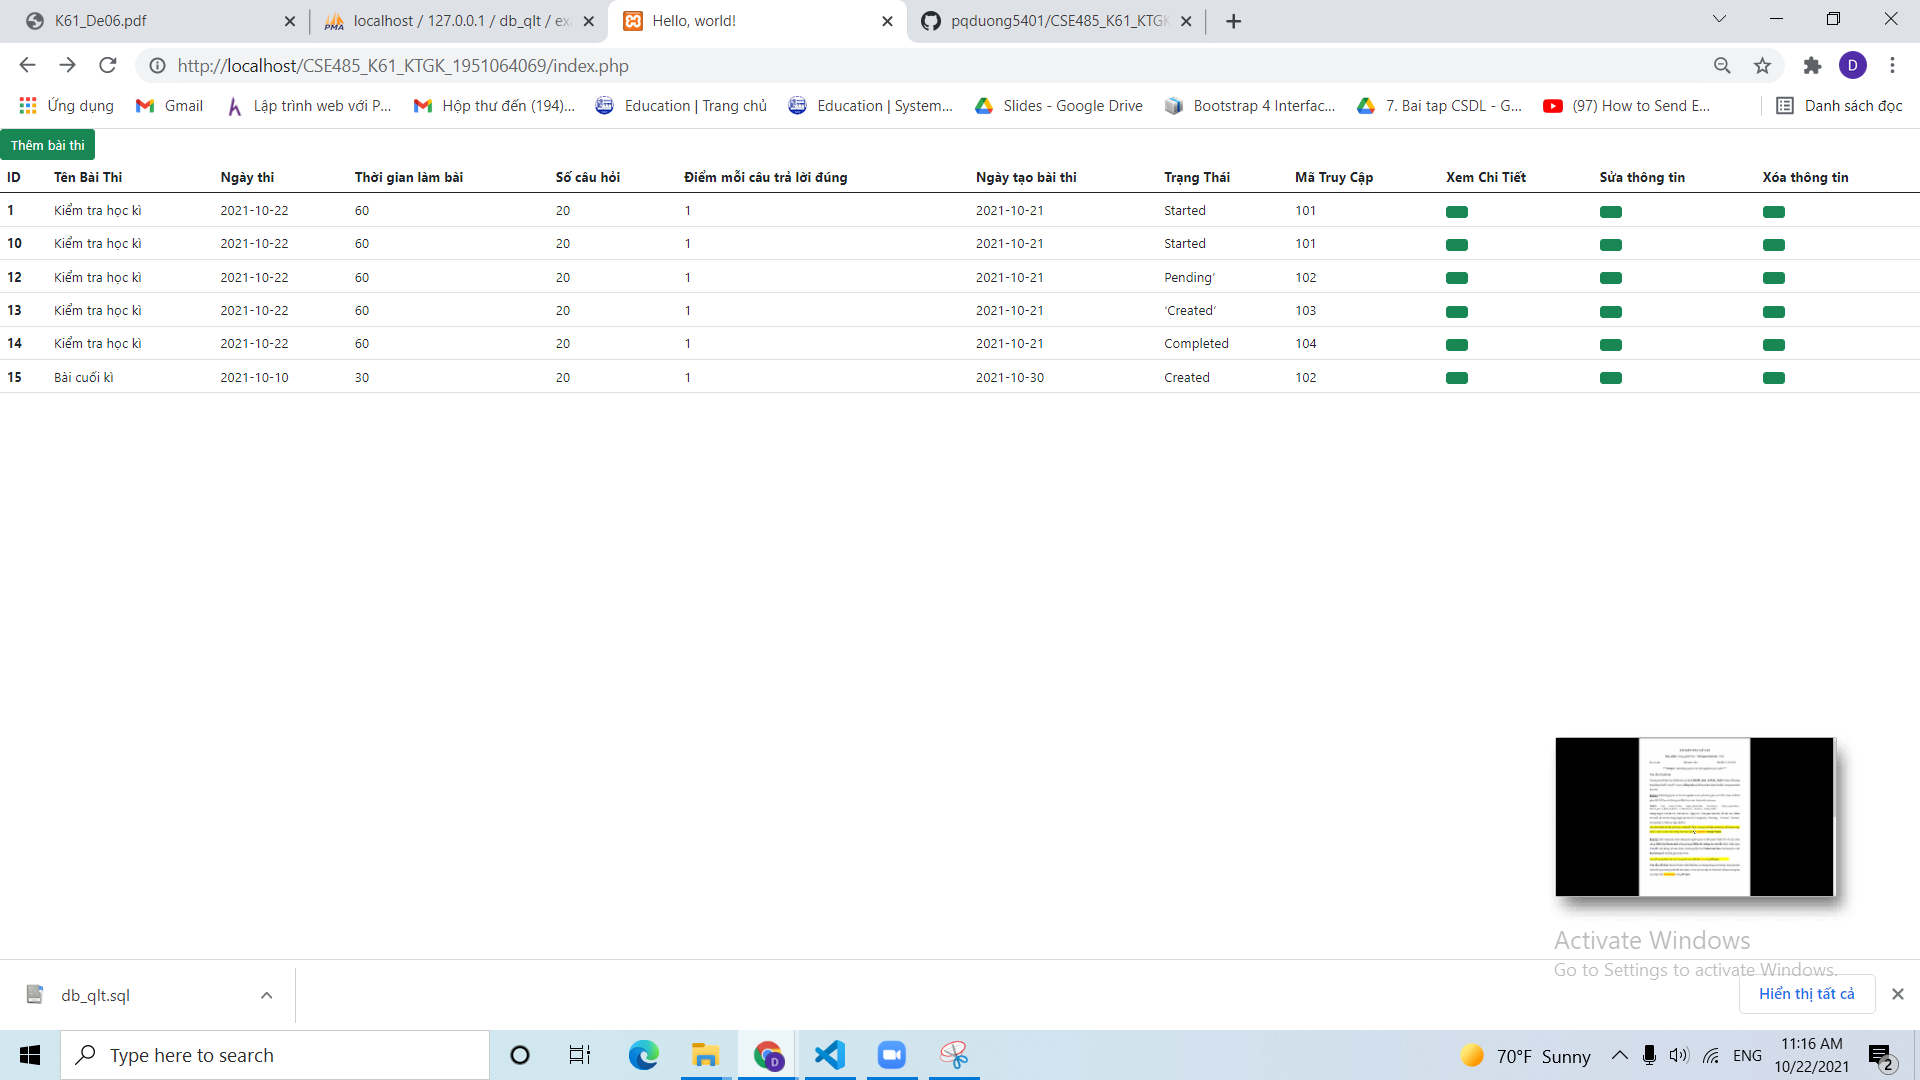 K61_De06.pdf
localhost / 127.0.0.1 / db_qlt / ex
Hello, world!
pqduong5401/CSE485_K61_KTGK
http://localhost/CSE485_K61_KTGK_1951064069/index.php
D
Ứng dụng
Gmail
Lập trình web với P...
Hộp thư đến (194)...
Education | Trang chủ
Education | System...
Slides - Google Drive
Bootstrap 4 Interfac...
7. Bai tap CSDL - G...
(97) How to Send E...
Danh sách đọc
Thêm bài thi
ID Tên Bài Thi Ngày thi Thời gian làm bài Số câu hỏi Điểm mỗi câu trả lời đúng Ngày tạo bài thi Trạng Thái Mã Truy Cập Xem Chi Tiết Sửa thông tin Xóa thông tin
1 Kiểm tra học kì 2021-10-22 60 20 1 2021-10-21 Started 101
10 Kiểm tra học kì 2021-10-22 60 20 1 2021-10-21 Started 101
12 Kiểm tra học kì 2021-10-22 60 20 1 2021-10-21 Pending' 102
13 Kiểm tra học kì 2021-10-22 60 20 1 2021-10-21 'Created' 103
14 Kiểm tra học kì 2021-10-22 60 20 1 2021-10-21 Completed 104
15 Bài cuối kì 2021-10-10 30 20 1 2021-10-30 Created 102
Activate Windows
Go to Settings to activate Windows.
db_qlt.sql
Hiển thị tất cả
Type here to search
D
70°F Sunny
ENG
11:16 AM
10/22/2021
2